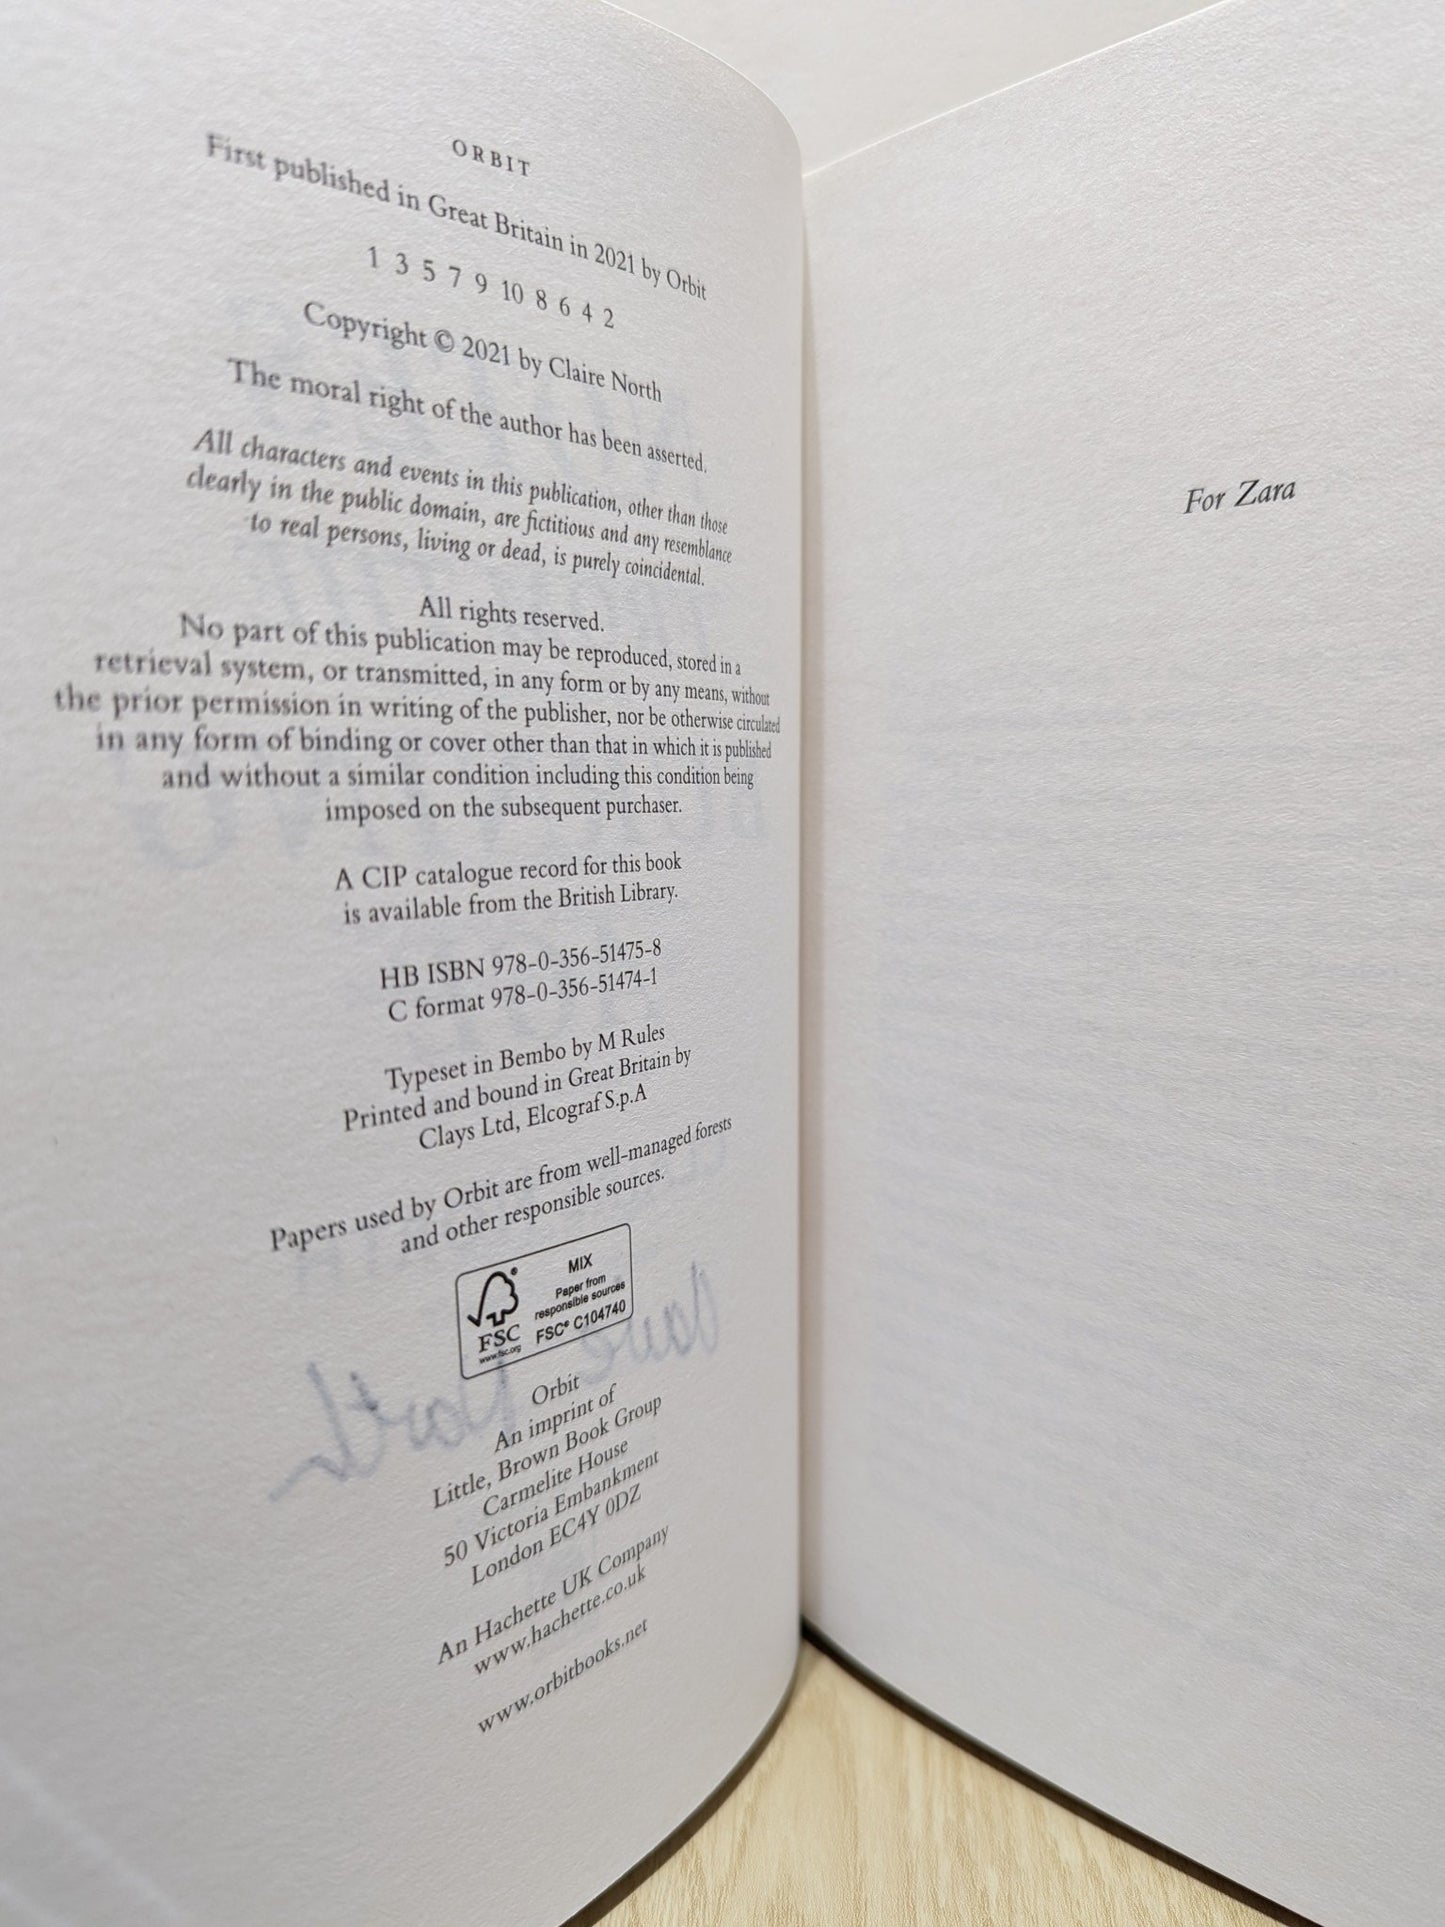 ORBIT
First published in Great Britain in 2021 by Orbit
1 3 5 7 9 10 8 6 4 2
Copyright © 2021 by Claire North
The moral right of the author has been asserted.
All characters and events in this publication, other than those
clearly in the public domain, are fictitious and any resemblance
to real persons, living or dead, is purely coincidental.
All rights reserved.
No part of this publication may be reproduced, stored in a
retrieval system, or transmitted, in any form or by any means, without
the prior permission in writing of the publisher, nor be otherwise circulated
in any form of binding or cover other than that in which it is published
and without a similar condition including this condition being
imposed on the subsequent purchaser.
A CIP catalogue record for this book
is available from the British Library.
HB ISBN 978-0-356-51475-8
C format 978-0-356-51474-1
Typeset in Bembo by M Rules
Printed and bound in Great Britain by
Clays Ltd, Elcograf S.p.A
Papers used by Orbit are from well-managed forests
and other responsible sources.
MIX
Paper from
responsible sources
FSC® C104740
FSC
www.fsc.org
Orbit
An imprint of
Little, Brown Book Group
Carmelite House
50 Victoria Embankment
London EC4Y 0DZ
An Hachette UK Company
www.hachette.co.uk
www.orbitbooks.net
For Zara